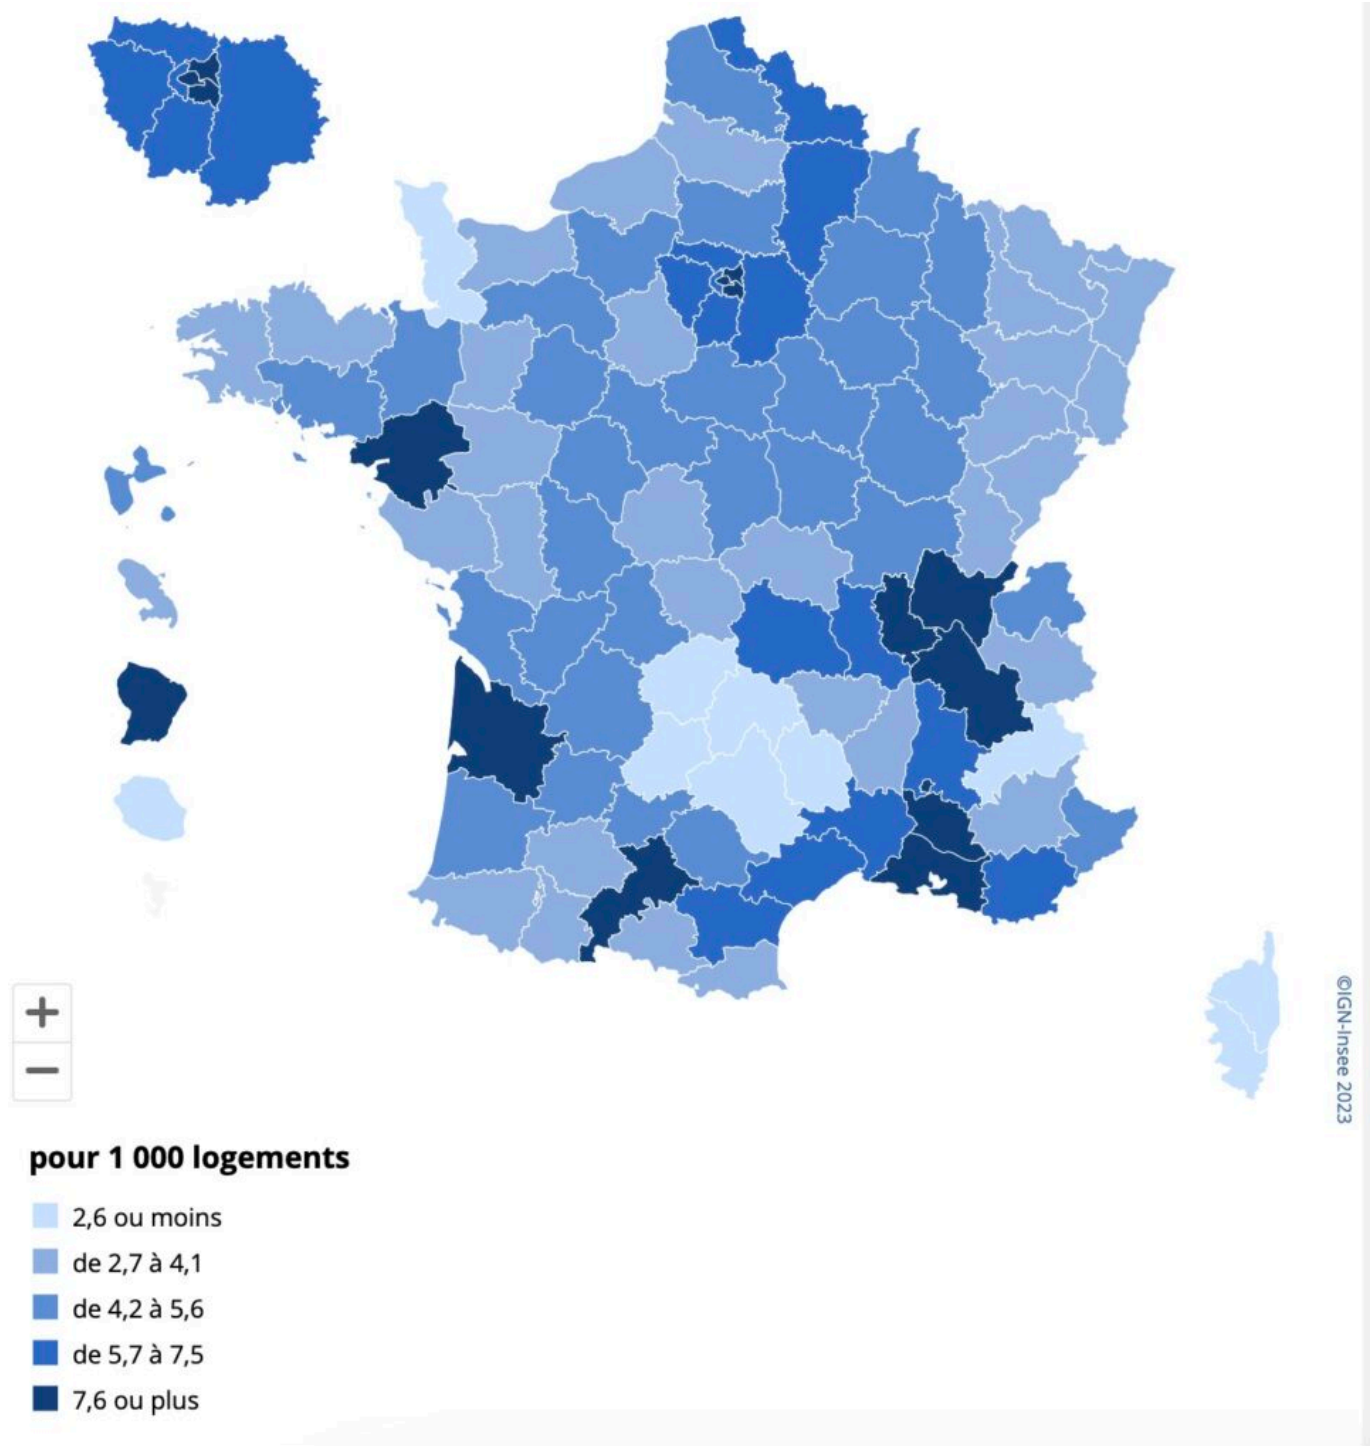 +
−
©IGN-Insee 2023
pour 1 000 logements
2,6 ou moins
de 2,7 à 4,1
de 4,2 à 5,6
de 5,7 à 7,5
7,6 ou plus